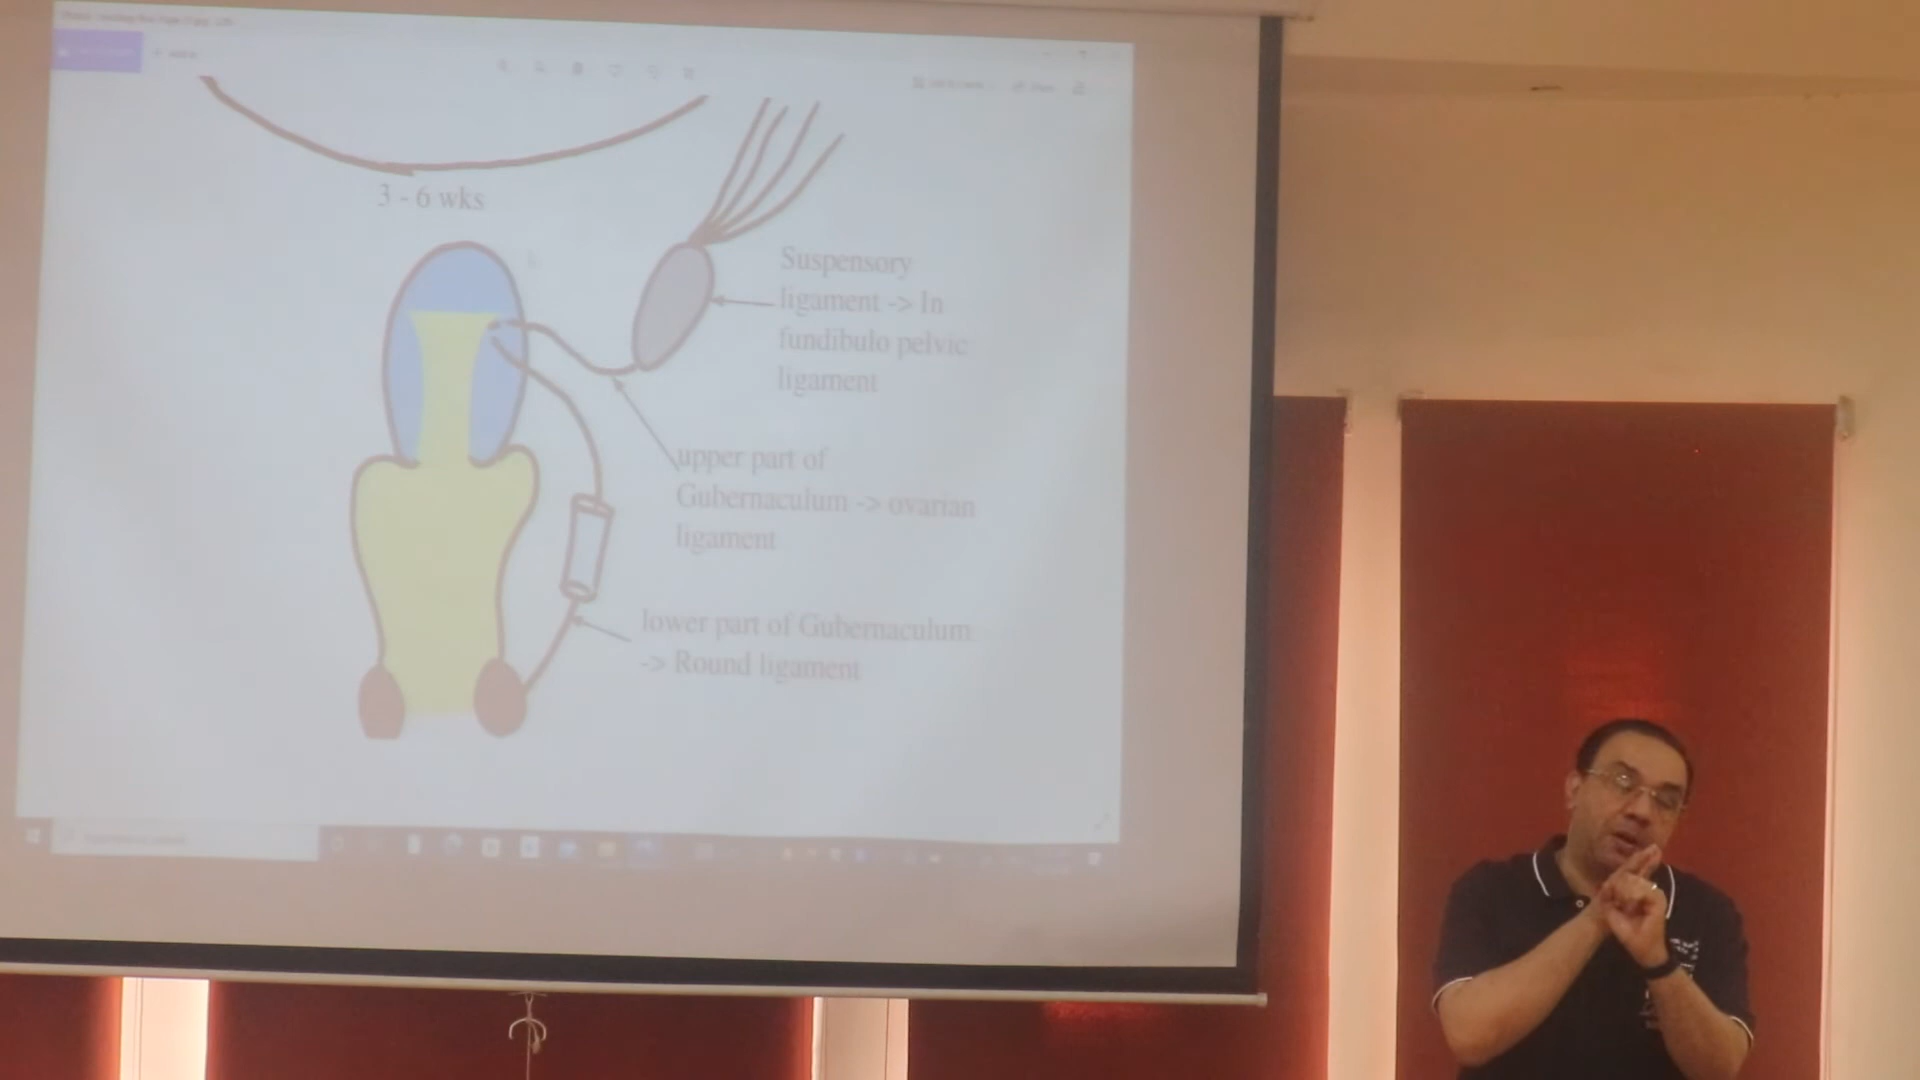 3 - 6 wks
Suspensory
ligament -> In
fundibulo pelvic
ligament
upper part of
Gubernaculum -> ovarian
ligament
lower part of Gubernaculum
-> Round ligament